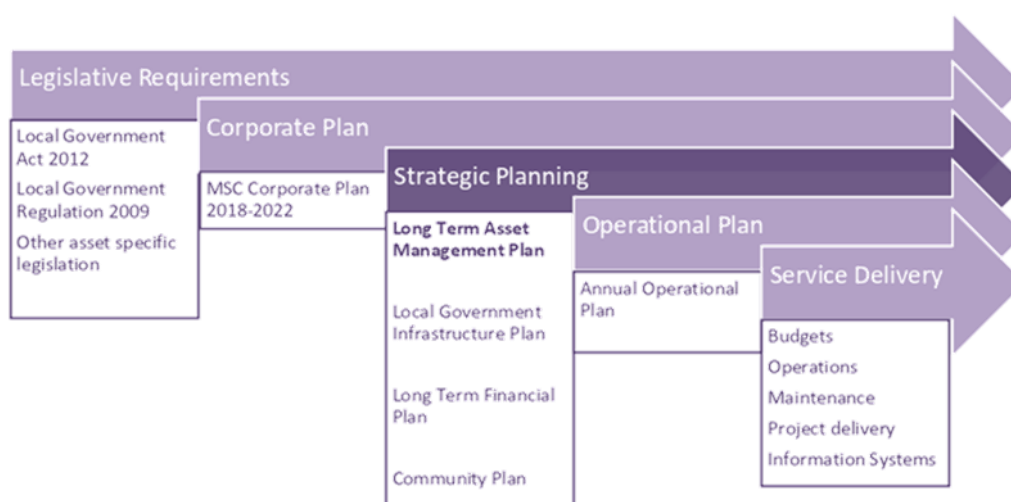 Legislative Requirements
Local Government
Act 2012
Local Government
Regulation 2009
Other asset specific
legislation
Corporate Plan
MSC Corporate Plan
2018-2022
Strategic Planning
Long Term Asset
Management Plan
Local Government
Infrastructure Plan
Long Term Financial
Plan
Community Plan
Operational Plan
Annual Operational
Plan
Service Delivery
Budgets
Operations
Maintenance
Project delivery
Information Systems